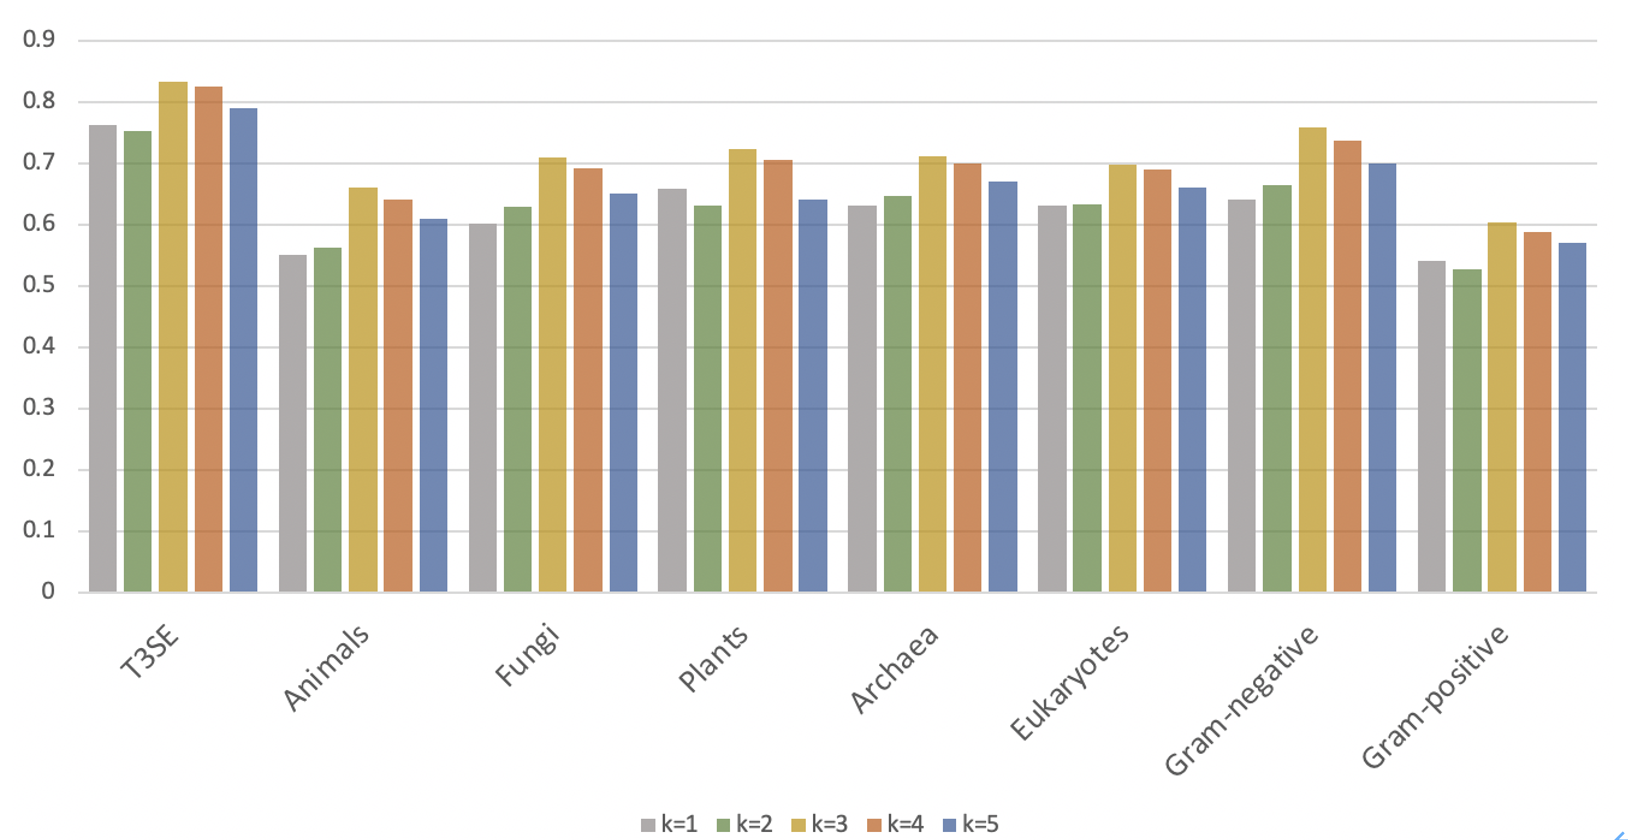 0.9
0.8
0.7
0.6
0.5
0.4
0.3
0.2
0.1
0
T3SE
Animals
Fungi
Plants
Archaea
Eukaryotes
Gram-negative
Gram-positive
k=1 k=2 k=3 k=4 k=5